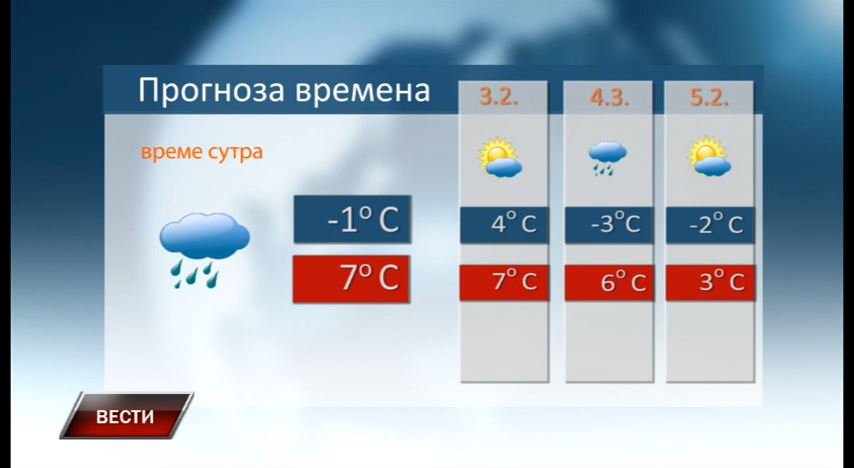 Прогноза времена
време сутра
-1° C
7° C
3.2.
4.3.
5.2.
4° C
-3°C
-2° C
7° C
6° C
3° C
ВЕСТИ